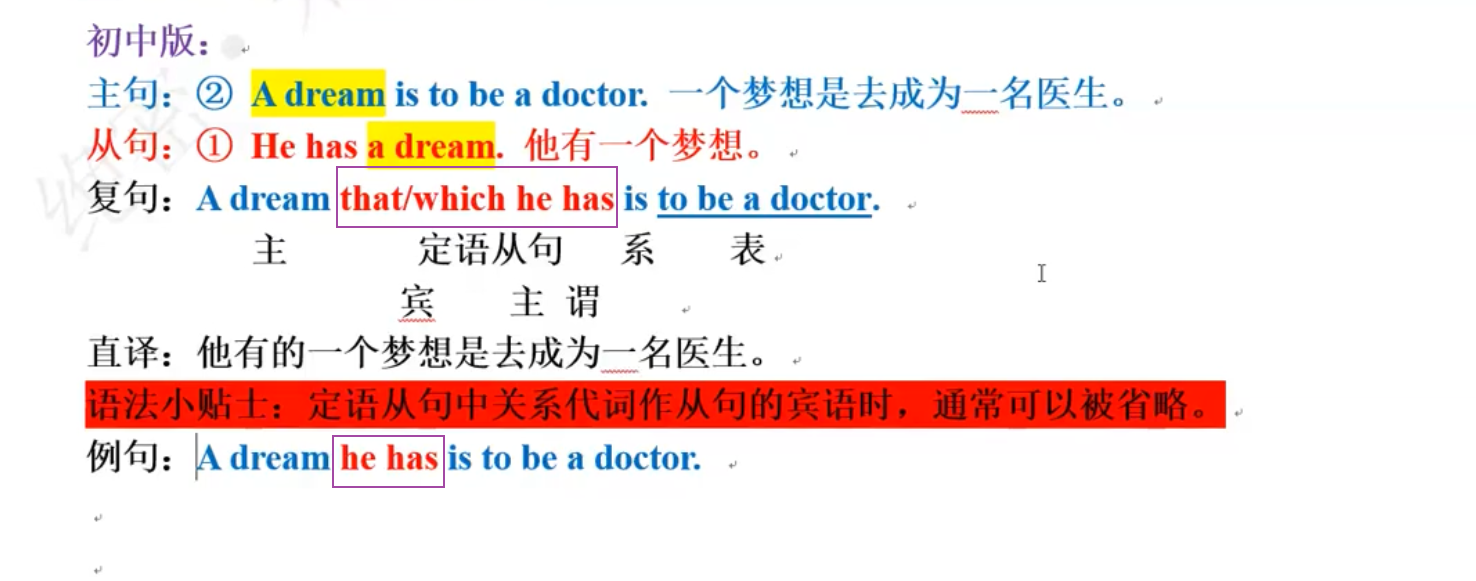 初中版：
主句：② A dream is to be a doctor. 一个梦想是去成为一名医生。
从句：① He has a dream. 他有一个梦想。
复句：A dream that/which he has is to be a doctor.
主 定语从句 系 表
宾 主 谓
直译：他有的一个梦想是去成为一名医生。
语法小贴士：定语从句中关系代词作从句的宾语时，通常可以被省略。
例句：A dream he has is to be a doctor.